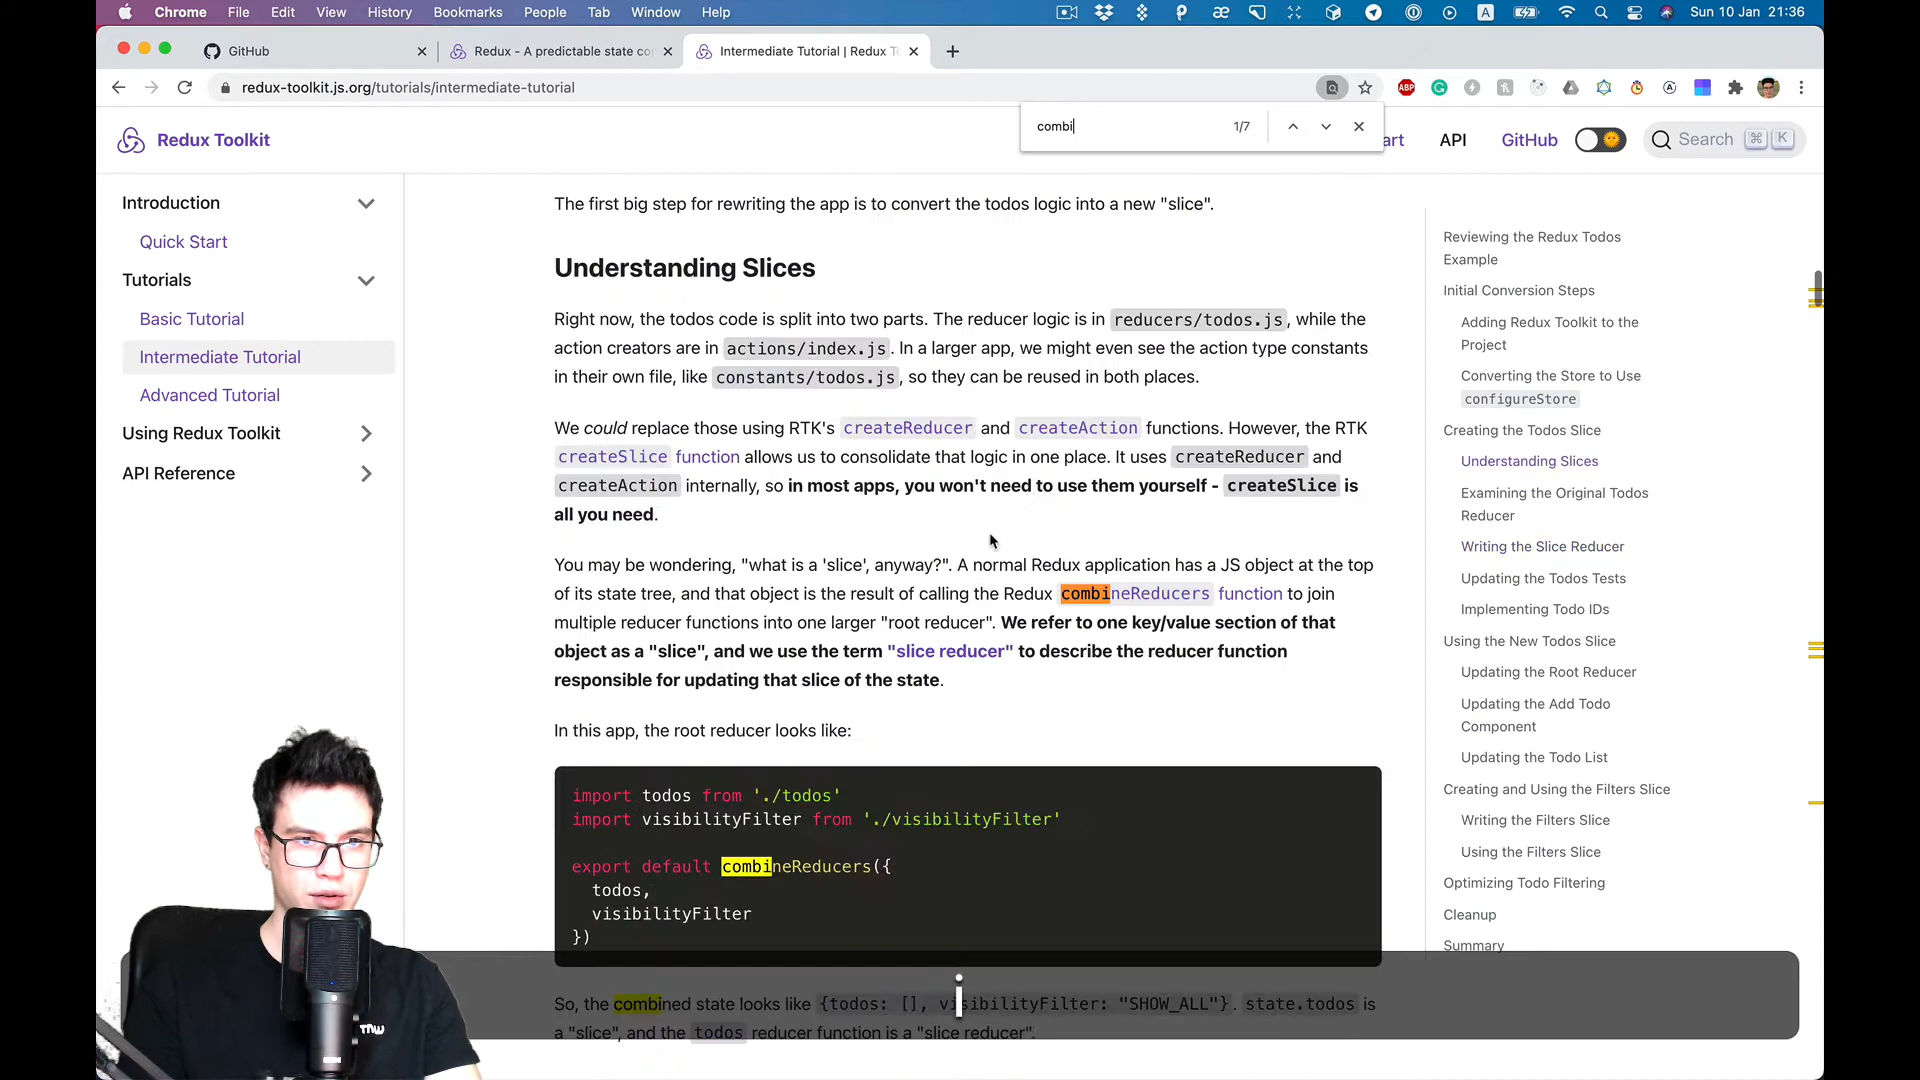 Chrome File Edit View History Bookmarks People Tab Window Help
A
Sun 10 Jan 21:36
GitHub
Redux - A predictable state co
Intermediate Tutorial | Redux T
redux-toolkit.js.org/tutorials/intermediate-tutorial
ABP
combi
1/7
Redux Toolkit
art
API
GitHub
Search ⌘ K
Introduction
Quick Start
Tutorials
Basic Tutorial
Intermediate Tutorial
Advanced Tutorial
Using Redux Toolkit
API Reference
The first big step for rewriting the app is to convert the todos logic into a new "slice".
Understanding Slices
Right now, the todos code is split into two parts. The reducer logic is in reducers/todos.js, while the
action creators are in actions/index.js. In a larger app, we might even see the action type constants
in their own file, like constants/todos.js, so they can be reused in both places.
We could replace those using RTK's createReducer and createAction functions. However, the RTK
createSlice function allows us to consolidate that logic in one place. It uses createReducer and
createAction internally, so in most apps, you won't need to use them yourself - createSlice is
all you need.
You may be wondering, "what is a 'slice', anyway?". A normal Redux application has a JS object at the top
of its state tree, and that object is the result of calling the Redux combineReducers function to join
multiple reducer functions into one larger "root reducer". We refer to one key/value section of that
object as a "slice", and we use the term "slice reducer" to describe the reducer function
responsible for updating that slice of the state.
In this app, the root reducer looks like:
import todos from './todos'
import visibilityFilter from './visibilityFilter'
export default combineReducers({
todos,
visibilityFilter
})
So, the combined state looks like {todos: [], visibilityFilter: "SHOW_ALL"}. state.todos is
a "slice", and the todos reducer function is a "slice reducer".
i
Reviewing the Redux Todos
Example
Initial Conversion Steps
Adding Redux Toolkit to the
Project
Converting the Store to Use
configureStore
Creating the Todos Slice
Understanding Slices
Examining the Original Todos
Reducer
Writing the Slice Reducer
Updating the Todos Tests
Implementing Todo IDs
Using the New Todos Slice
Updating the Root Reducer
Updating the Add Todo
Component
Updating the Todo List
Creating and Using the Filters Slice
Writing the Filters Slice
Using the Filters Slice
Optimizing Todo Filtering
Cleanup
Summary